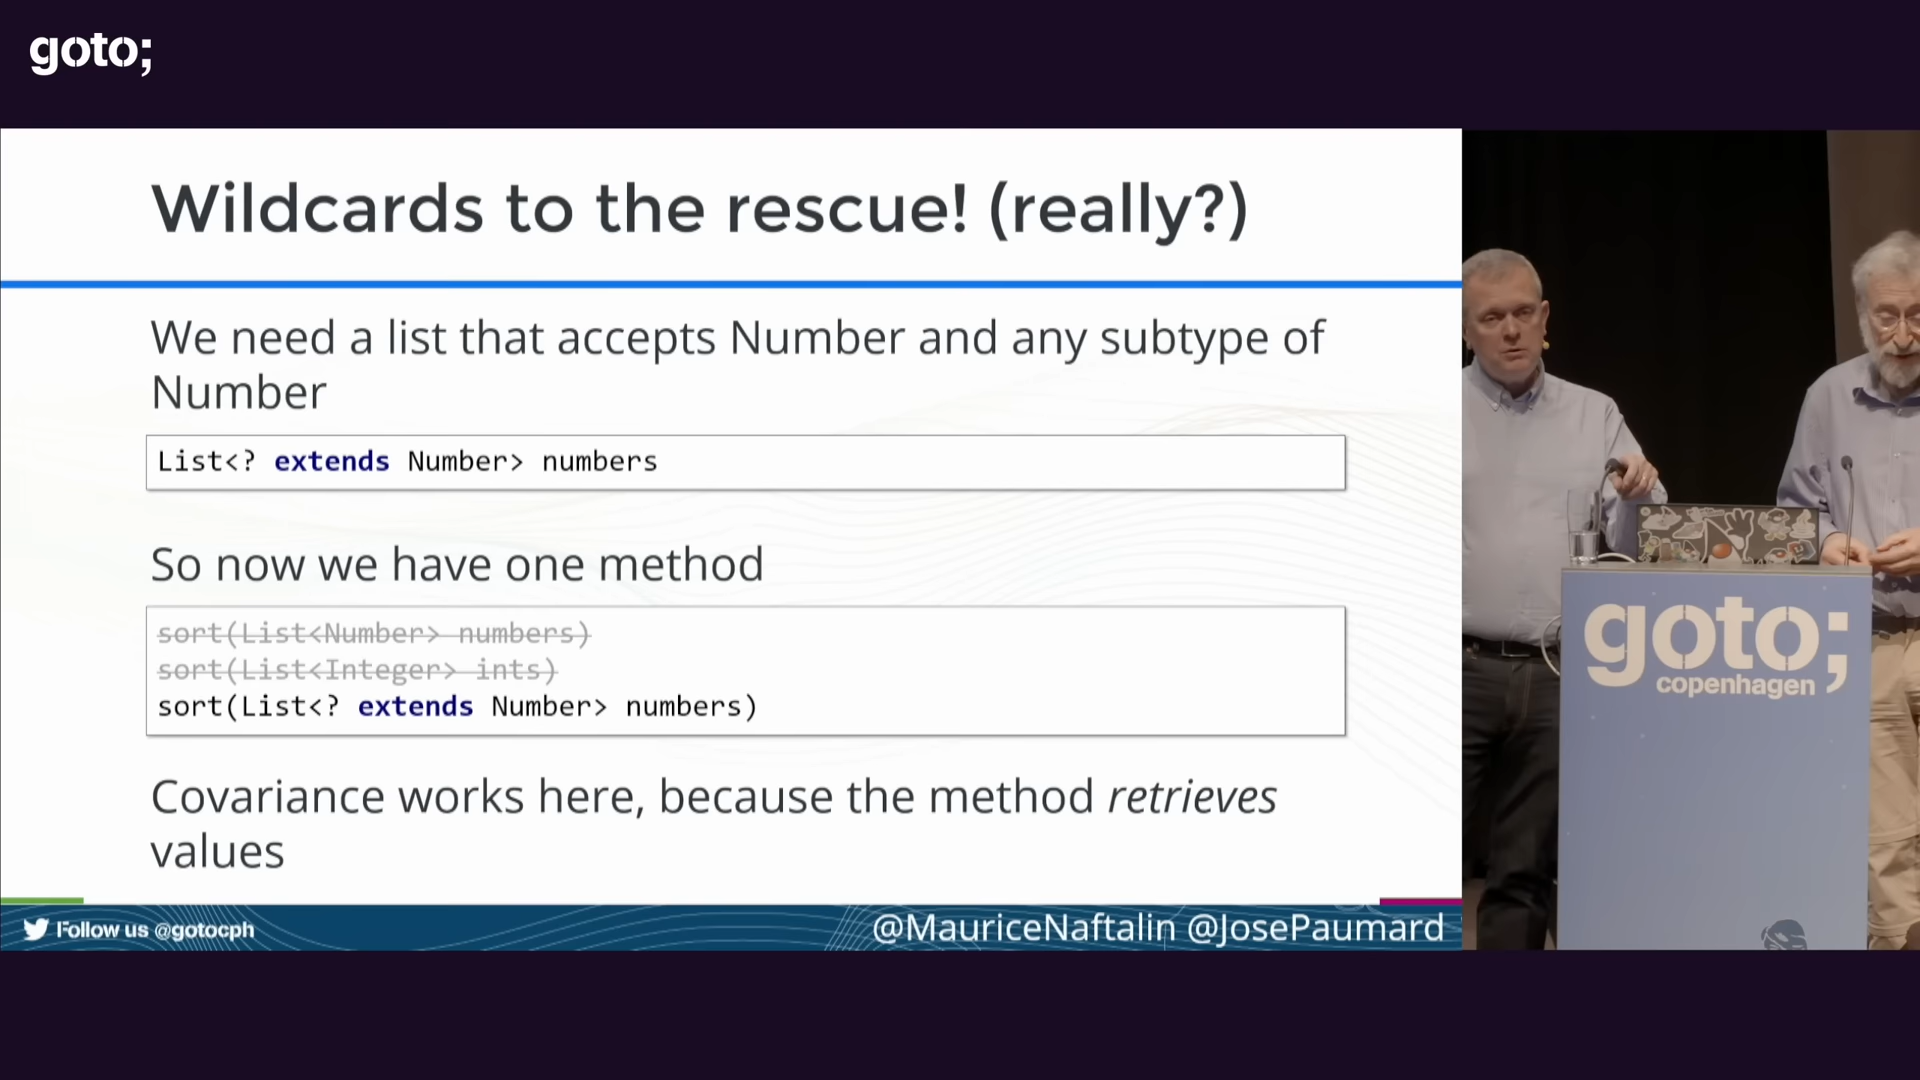 goto;
Wildcards to the rescue! (really?)
We need a list that accepts Number and any subtype of
Number
List<? extends Number> numbers
So now we have one method
sort(List<Number> numbers)
sort(List<Integer> ints)
sort(List<? extends Number> numbers)
Covariance works here, because the method retrieves
values
Follow us @gotocph
@MauriceNaftalin @JosePaumard
goto;
copenhagen